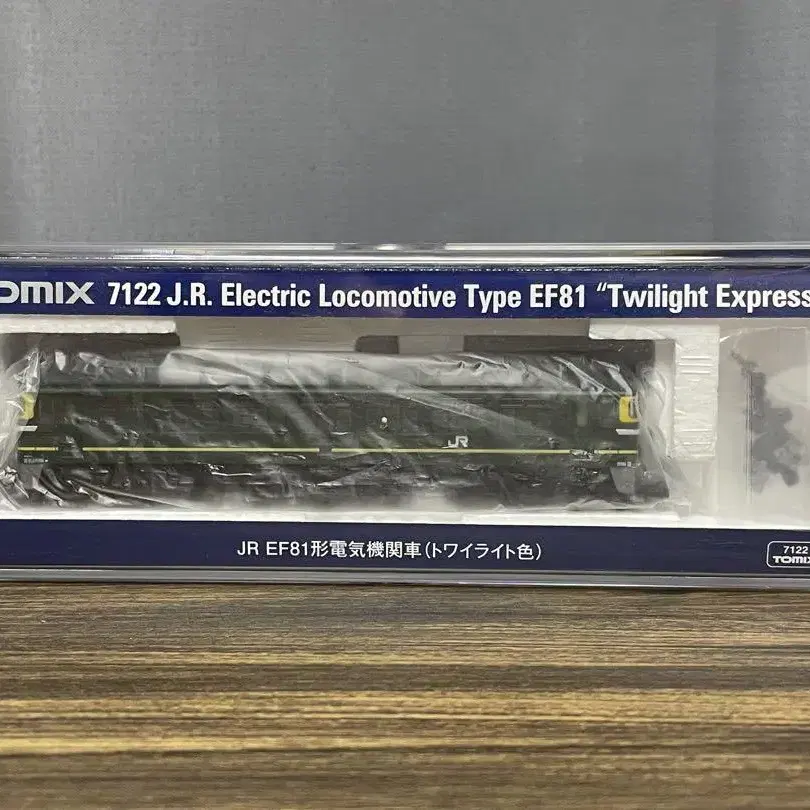 TOMIX 7122 J.R. Electric Locomotive Type EF81 "Twilight Express
JR
JR EF81形電気機関車(トワイライト色)
7122
TOMIX